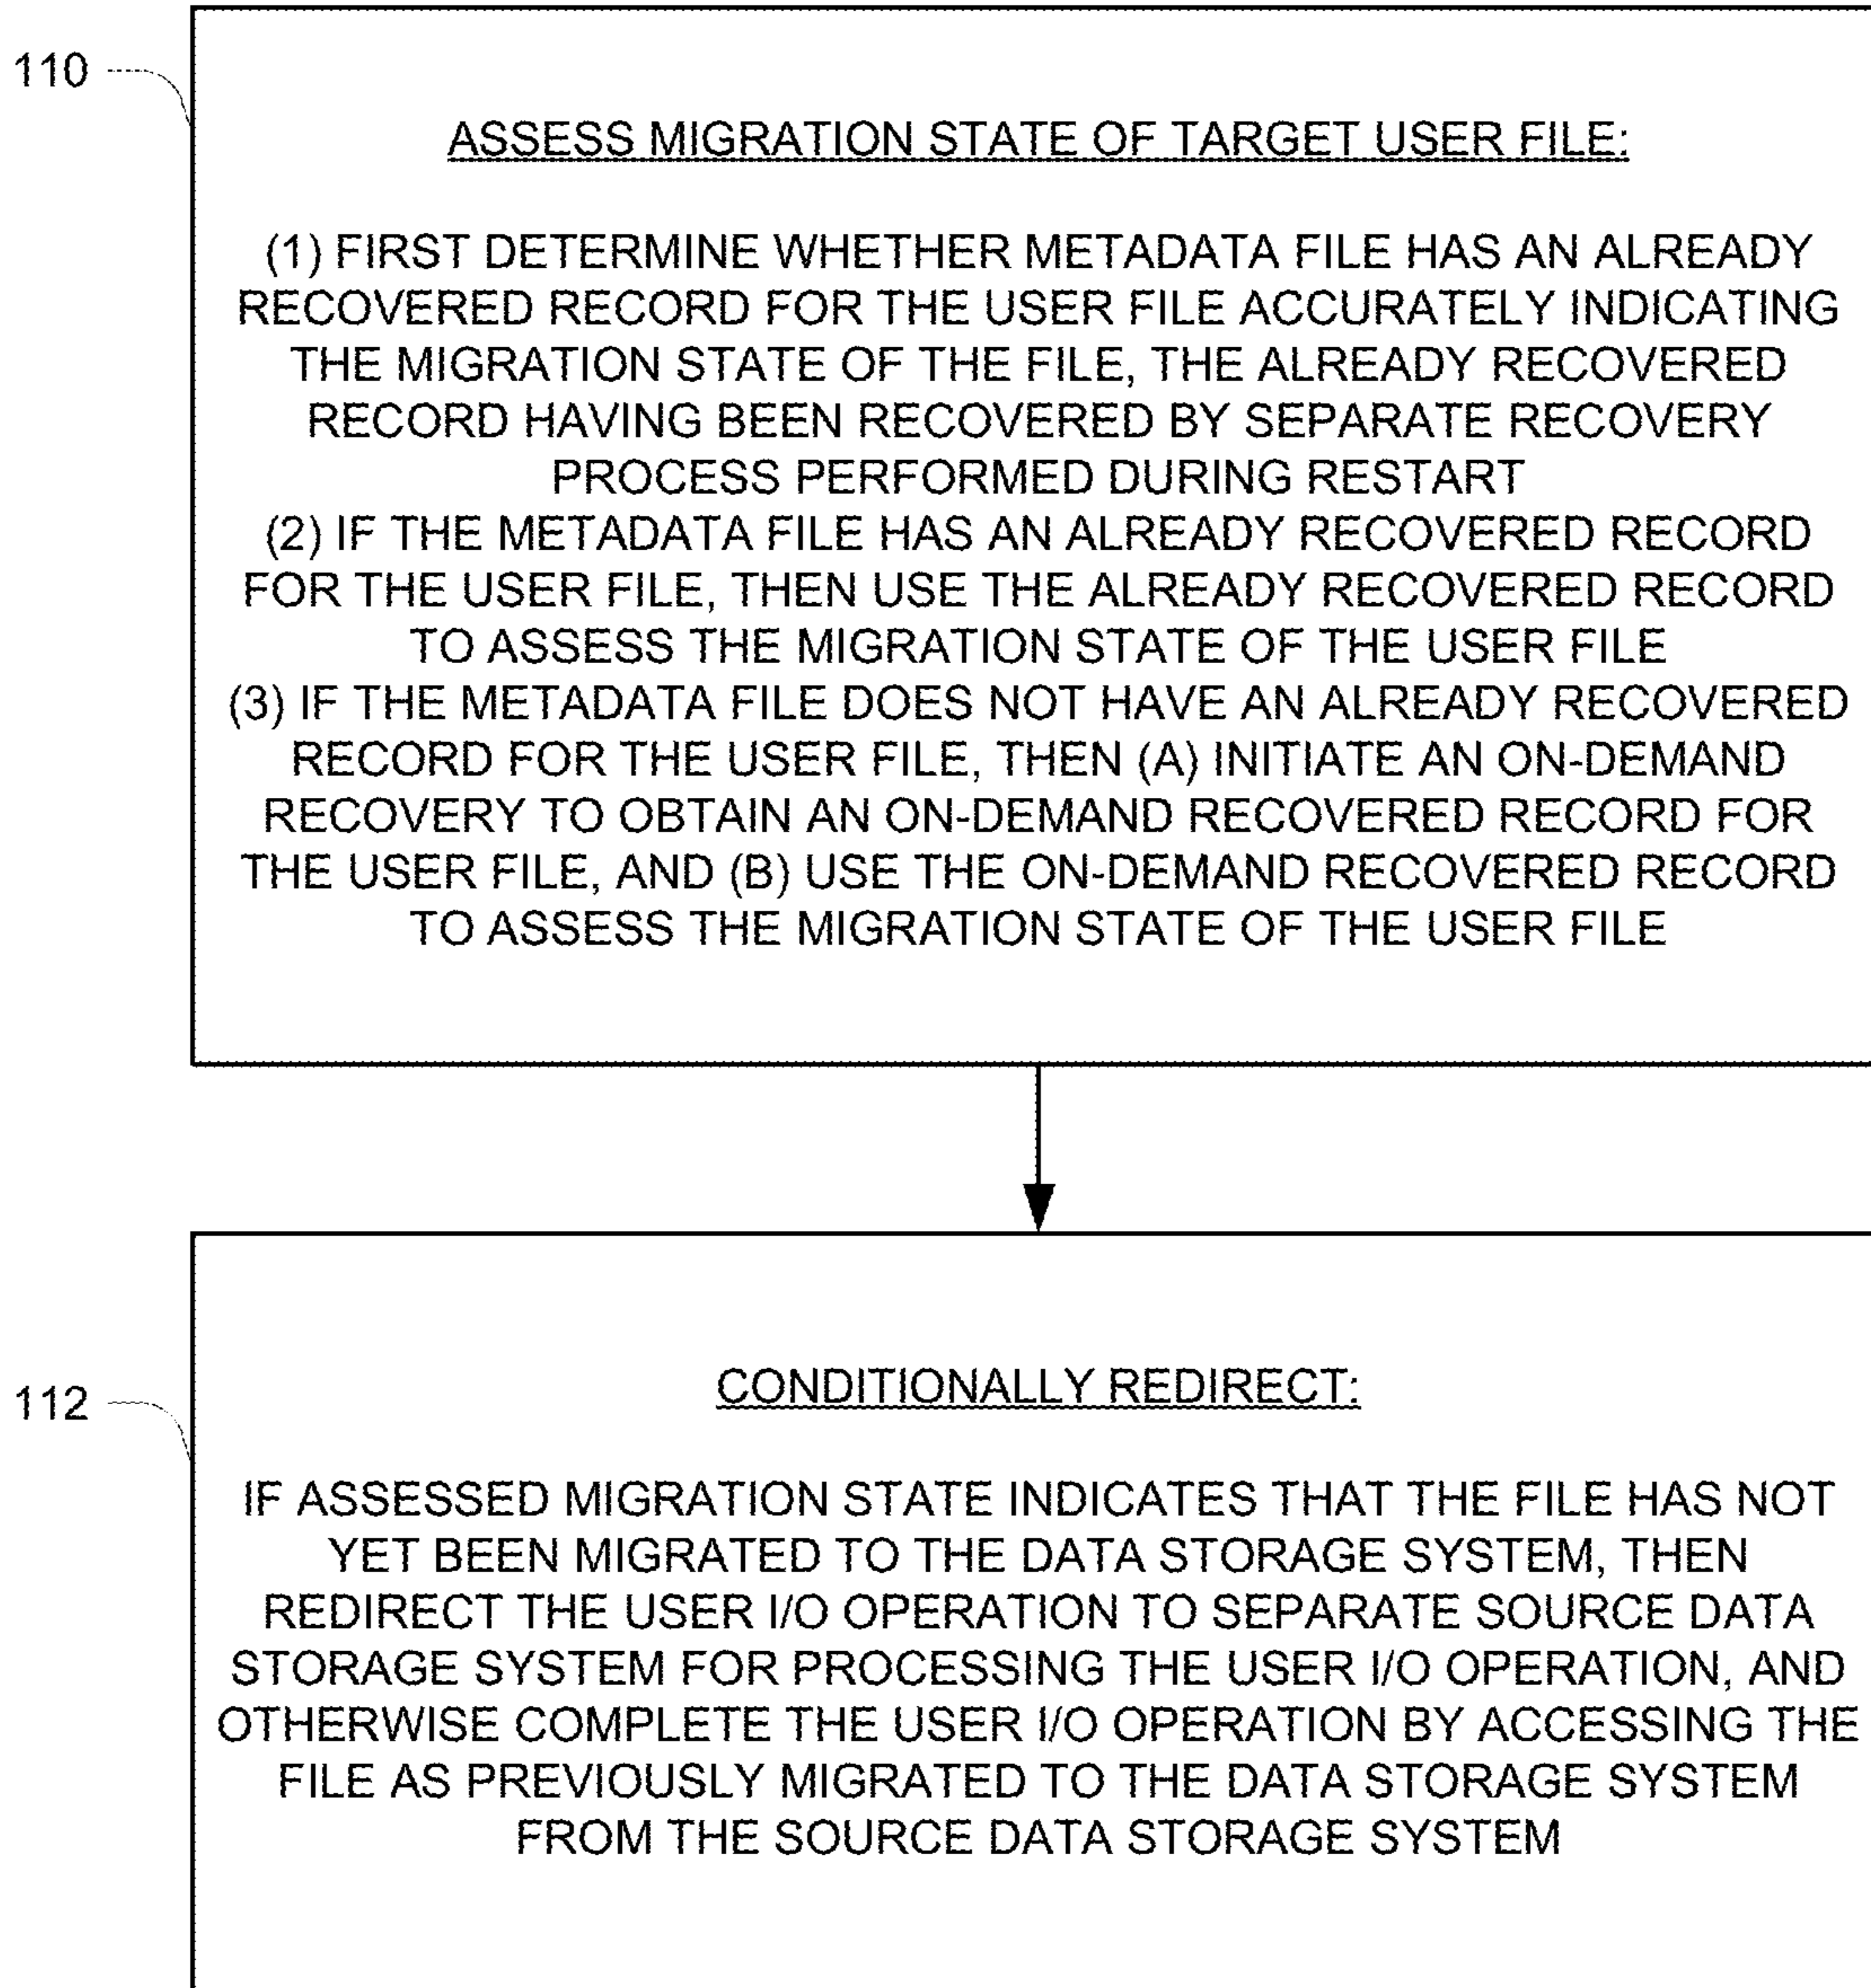 110
ASSESS MIGRATION STATE OF TARGET USER FILE:
(1) FIRST DETERMINE WHETHER METADATA FILE HAS AN ALREADY
RECOVERED RECORD FOR THE USER FILE ACCURATELY INDICATING
THE MIGRATION STATE OF THE FILE, THE ALREADY RECOVERED
RECORD HAVING BEEN RECOVERED BY SEPARATE RECOVERY
PROCESS PERFORMED DURING RESTART
(2) IF THE METADATA FILE HAS AN ALREADY RECOVERED RECORD
FOR THE USER FILE, THEN USE THE ALREADY RECOVERED RECORD
TO ASSESS THE MIGRATION STATE OF THE USER FILE
(3) IF THE METADATA FILE DOES NOT HAVE AN ALREADY RECOVERED
RECORD FOR THE USER FILE, THEN (A) INITIATE AN ON-DEMAND
RECOVERY TO OBTAIN AN ON-DEMAND RECOVERED RECORD FOR
THE USER FILE, AND (B) USE THE ON-DEMAND RECOVERED RECORD
TO ASSESS THE MIGRATION STATE OF THE USER FILE
112
CONDITIONALLY REDIRECT:
IF ASSESSED MIGRATION STATE INDICATES THAT THE FILE HAS NOT
YET BEEN MIGRATED TO THE DATA STORAGE SYSTEM, THEN
REDIRECT THE USER I/O OPERATION TO SEPARATE SOURCE DATA
STORAGE SYSTEM FOR PROCESSING THE USER I/O OPERATION, AND
OTHERWISE COMPLETE THE USER I/O OPERATION BY ACCESSING THE
FILE AS PREVIOUSLY MIGRATED TO THE DATA STORAGE SYSTEM
FROM THE SOURCE DATA STORAGE SYSTEM